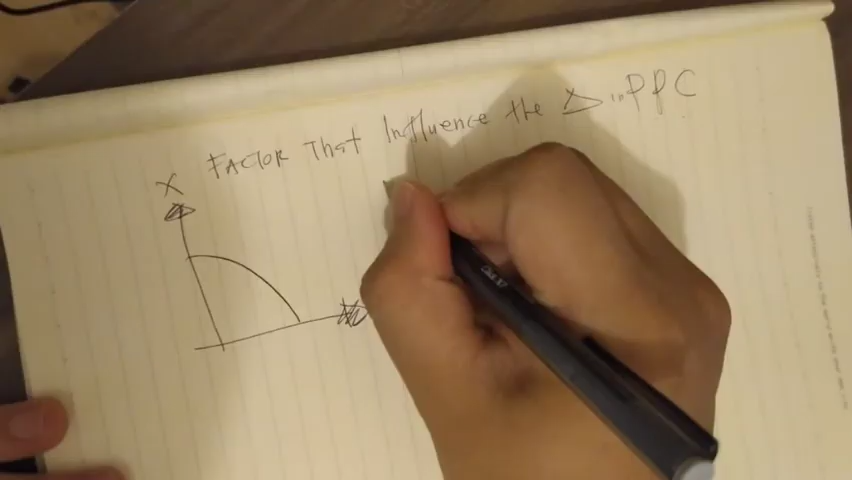 FACTOR That Influence the Δ in PPC
X